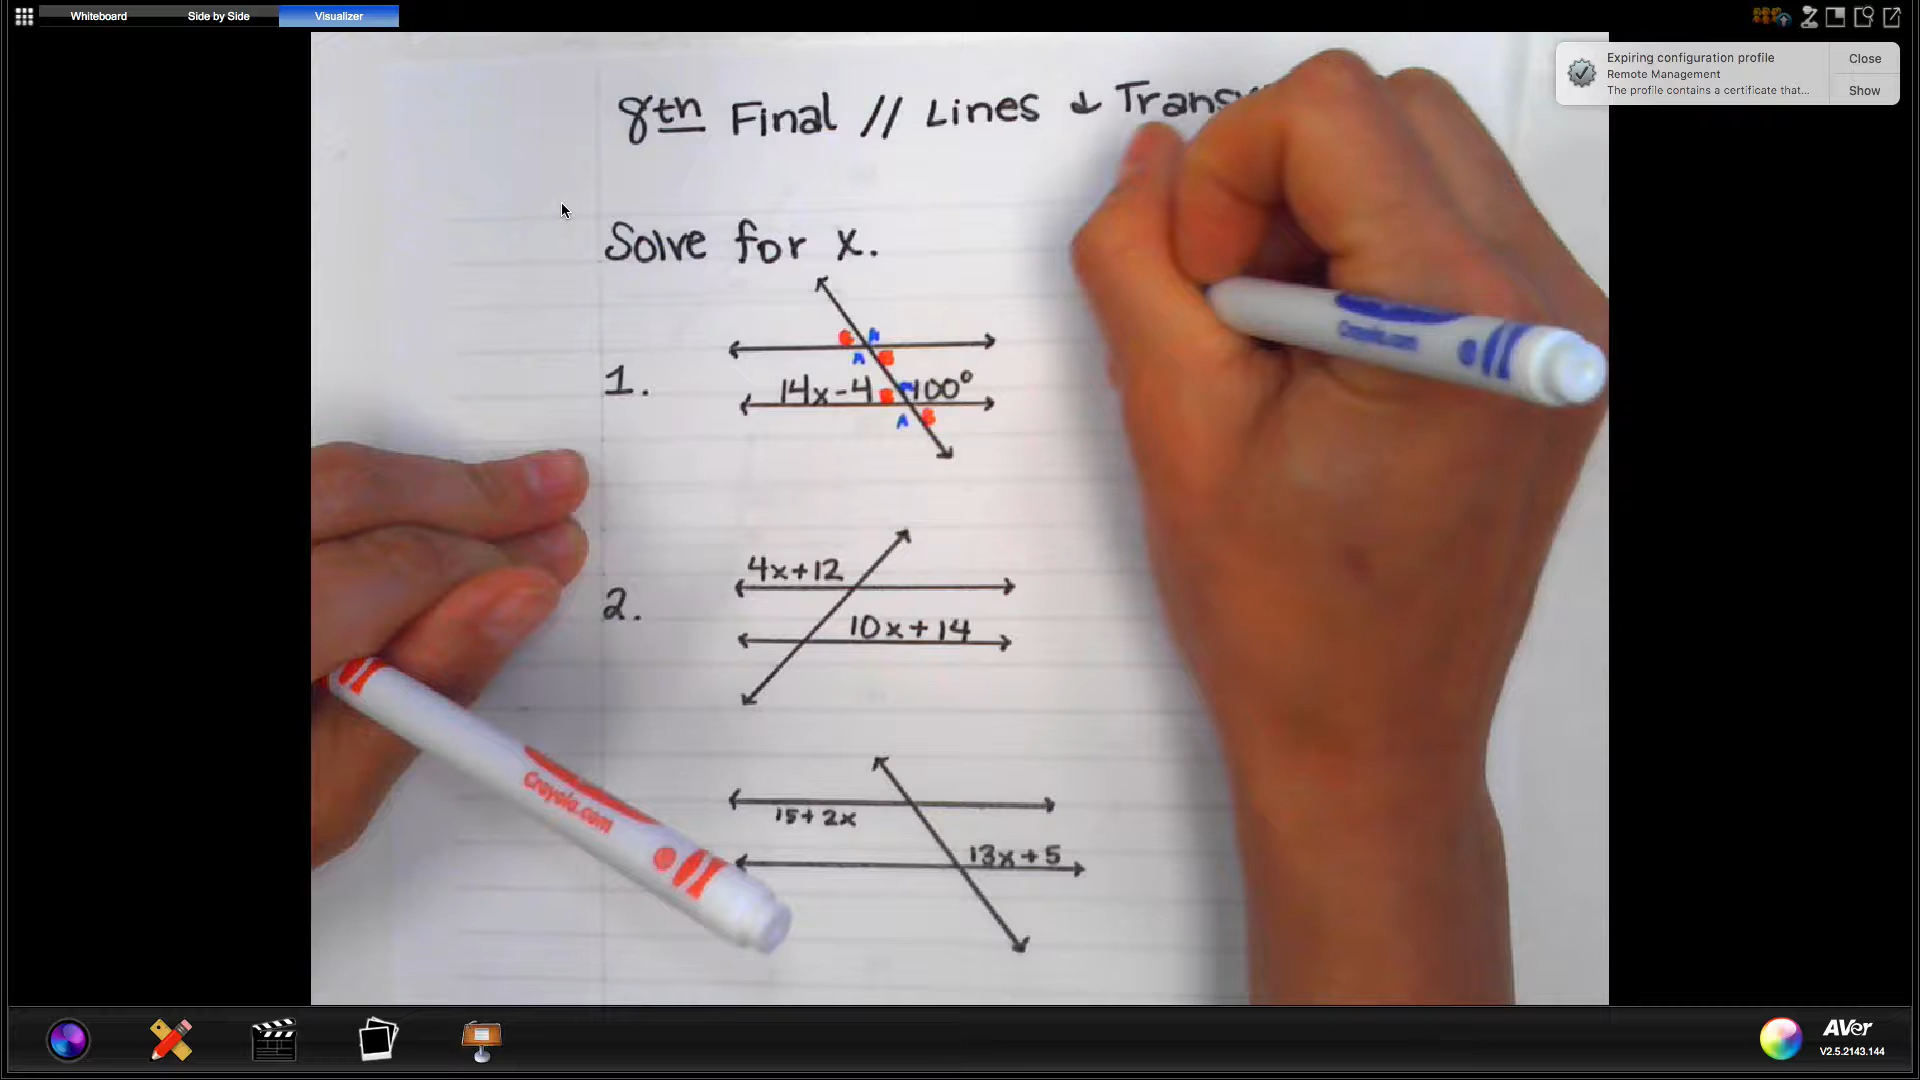 Whiteboard
Side by Side
Visualizer
Expiring configuration profile
Close
Remote Management
The profile contains a certificate that...
Show
8th Final // Lines &
Solve for x.
1.
A
A
14x-4
100°
A
B
2.
4x+12
10x+14
15+2x
13x+5
Crayola.com
Crayola.com
AVer
V2.5.2143.144